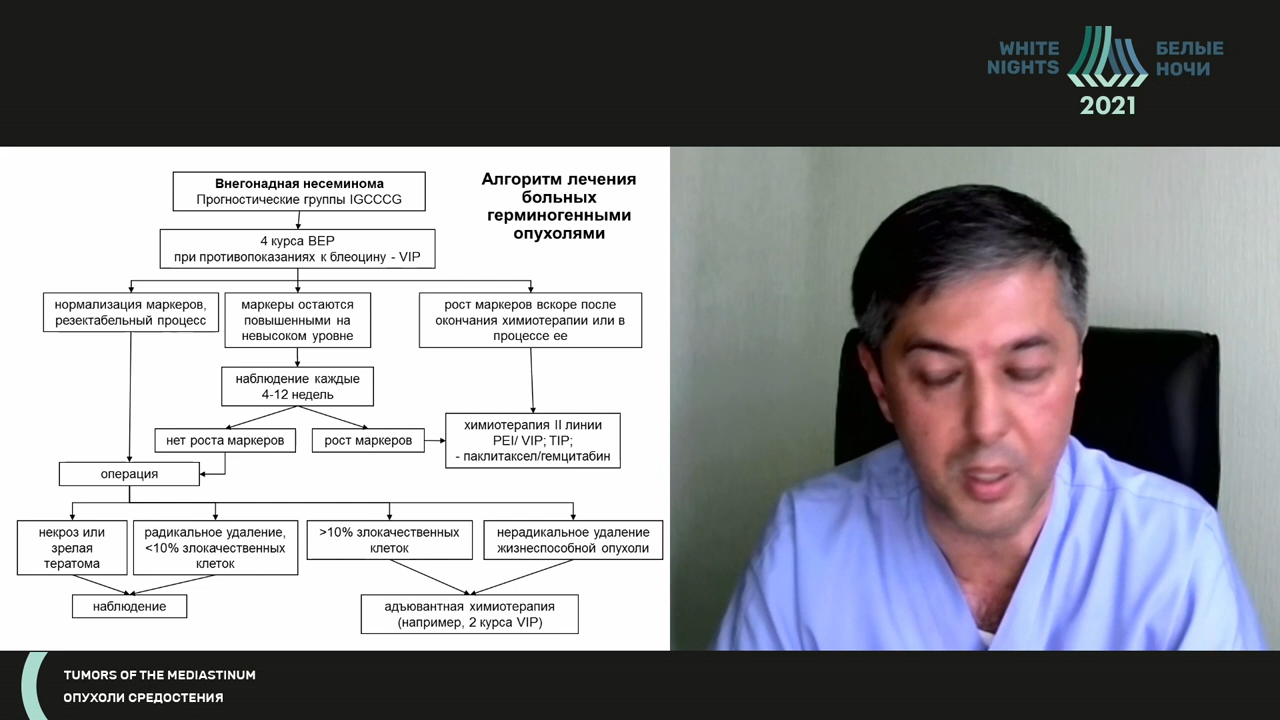 WHITE
NIGHTS
БЕЛЫЕ
НОЧИ
2021
Алгоритм лечения
больных
герминогенными
опухолями
Внегонадная несеминома
Прогностические группы IGCCCG
4 курса BEP
при противопоказаниях к блеоцину - VIP
нормализация маркеров,
резектабельный процесс
маркеры остаются
повышенными на
невысоком уровне
рост маркеров вскоре после
окончания химиотерапии или в
процессе ее
наблюдение каждые
4-12 недель
нет роста маркеров
рост маркеров
химиотерапия II линии
PEI/ VIP; TIP;
- паклитаксел/гемцитабин
операция
некроз или
зрелая
тератома
радикальное удаление,
<10% злокачественных
клеток
>10% злокачественных
клеток
нерадикальное удаление
жизнеспособной опухоли
наблюдение
адъювантная химиотерапия
(например, 2 курса VIP)
TUMORS OF THE MEDIASTINUM
ОПУХОЛИ СРЕДОСТЕНИЯ